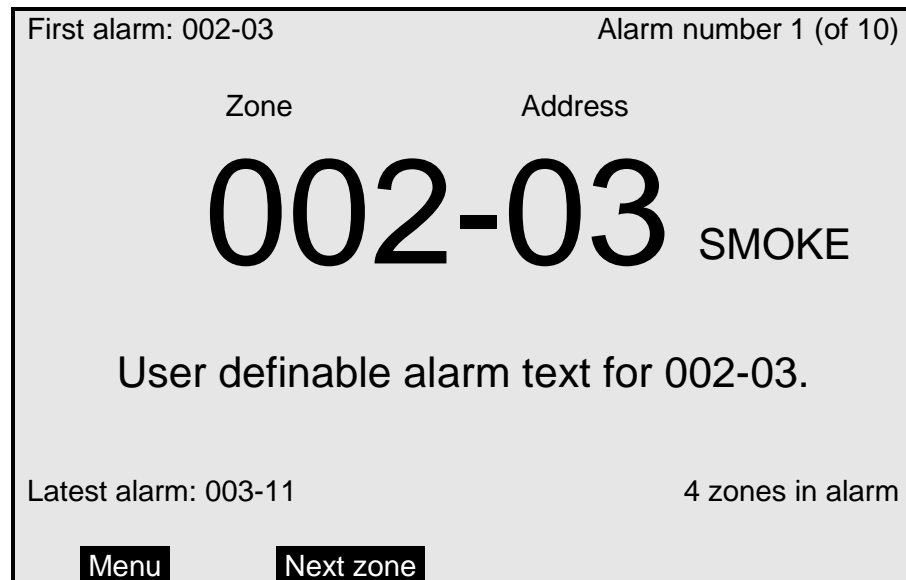 First alarm: 002-03 Alarm number 1 (of 10)
Zone Address
002-03 SMOKE
User definable alarm text for 002-03.
Latest alarm: 003-11 4 zones in alarm
Menu Next zone